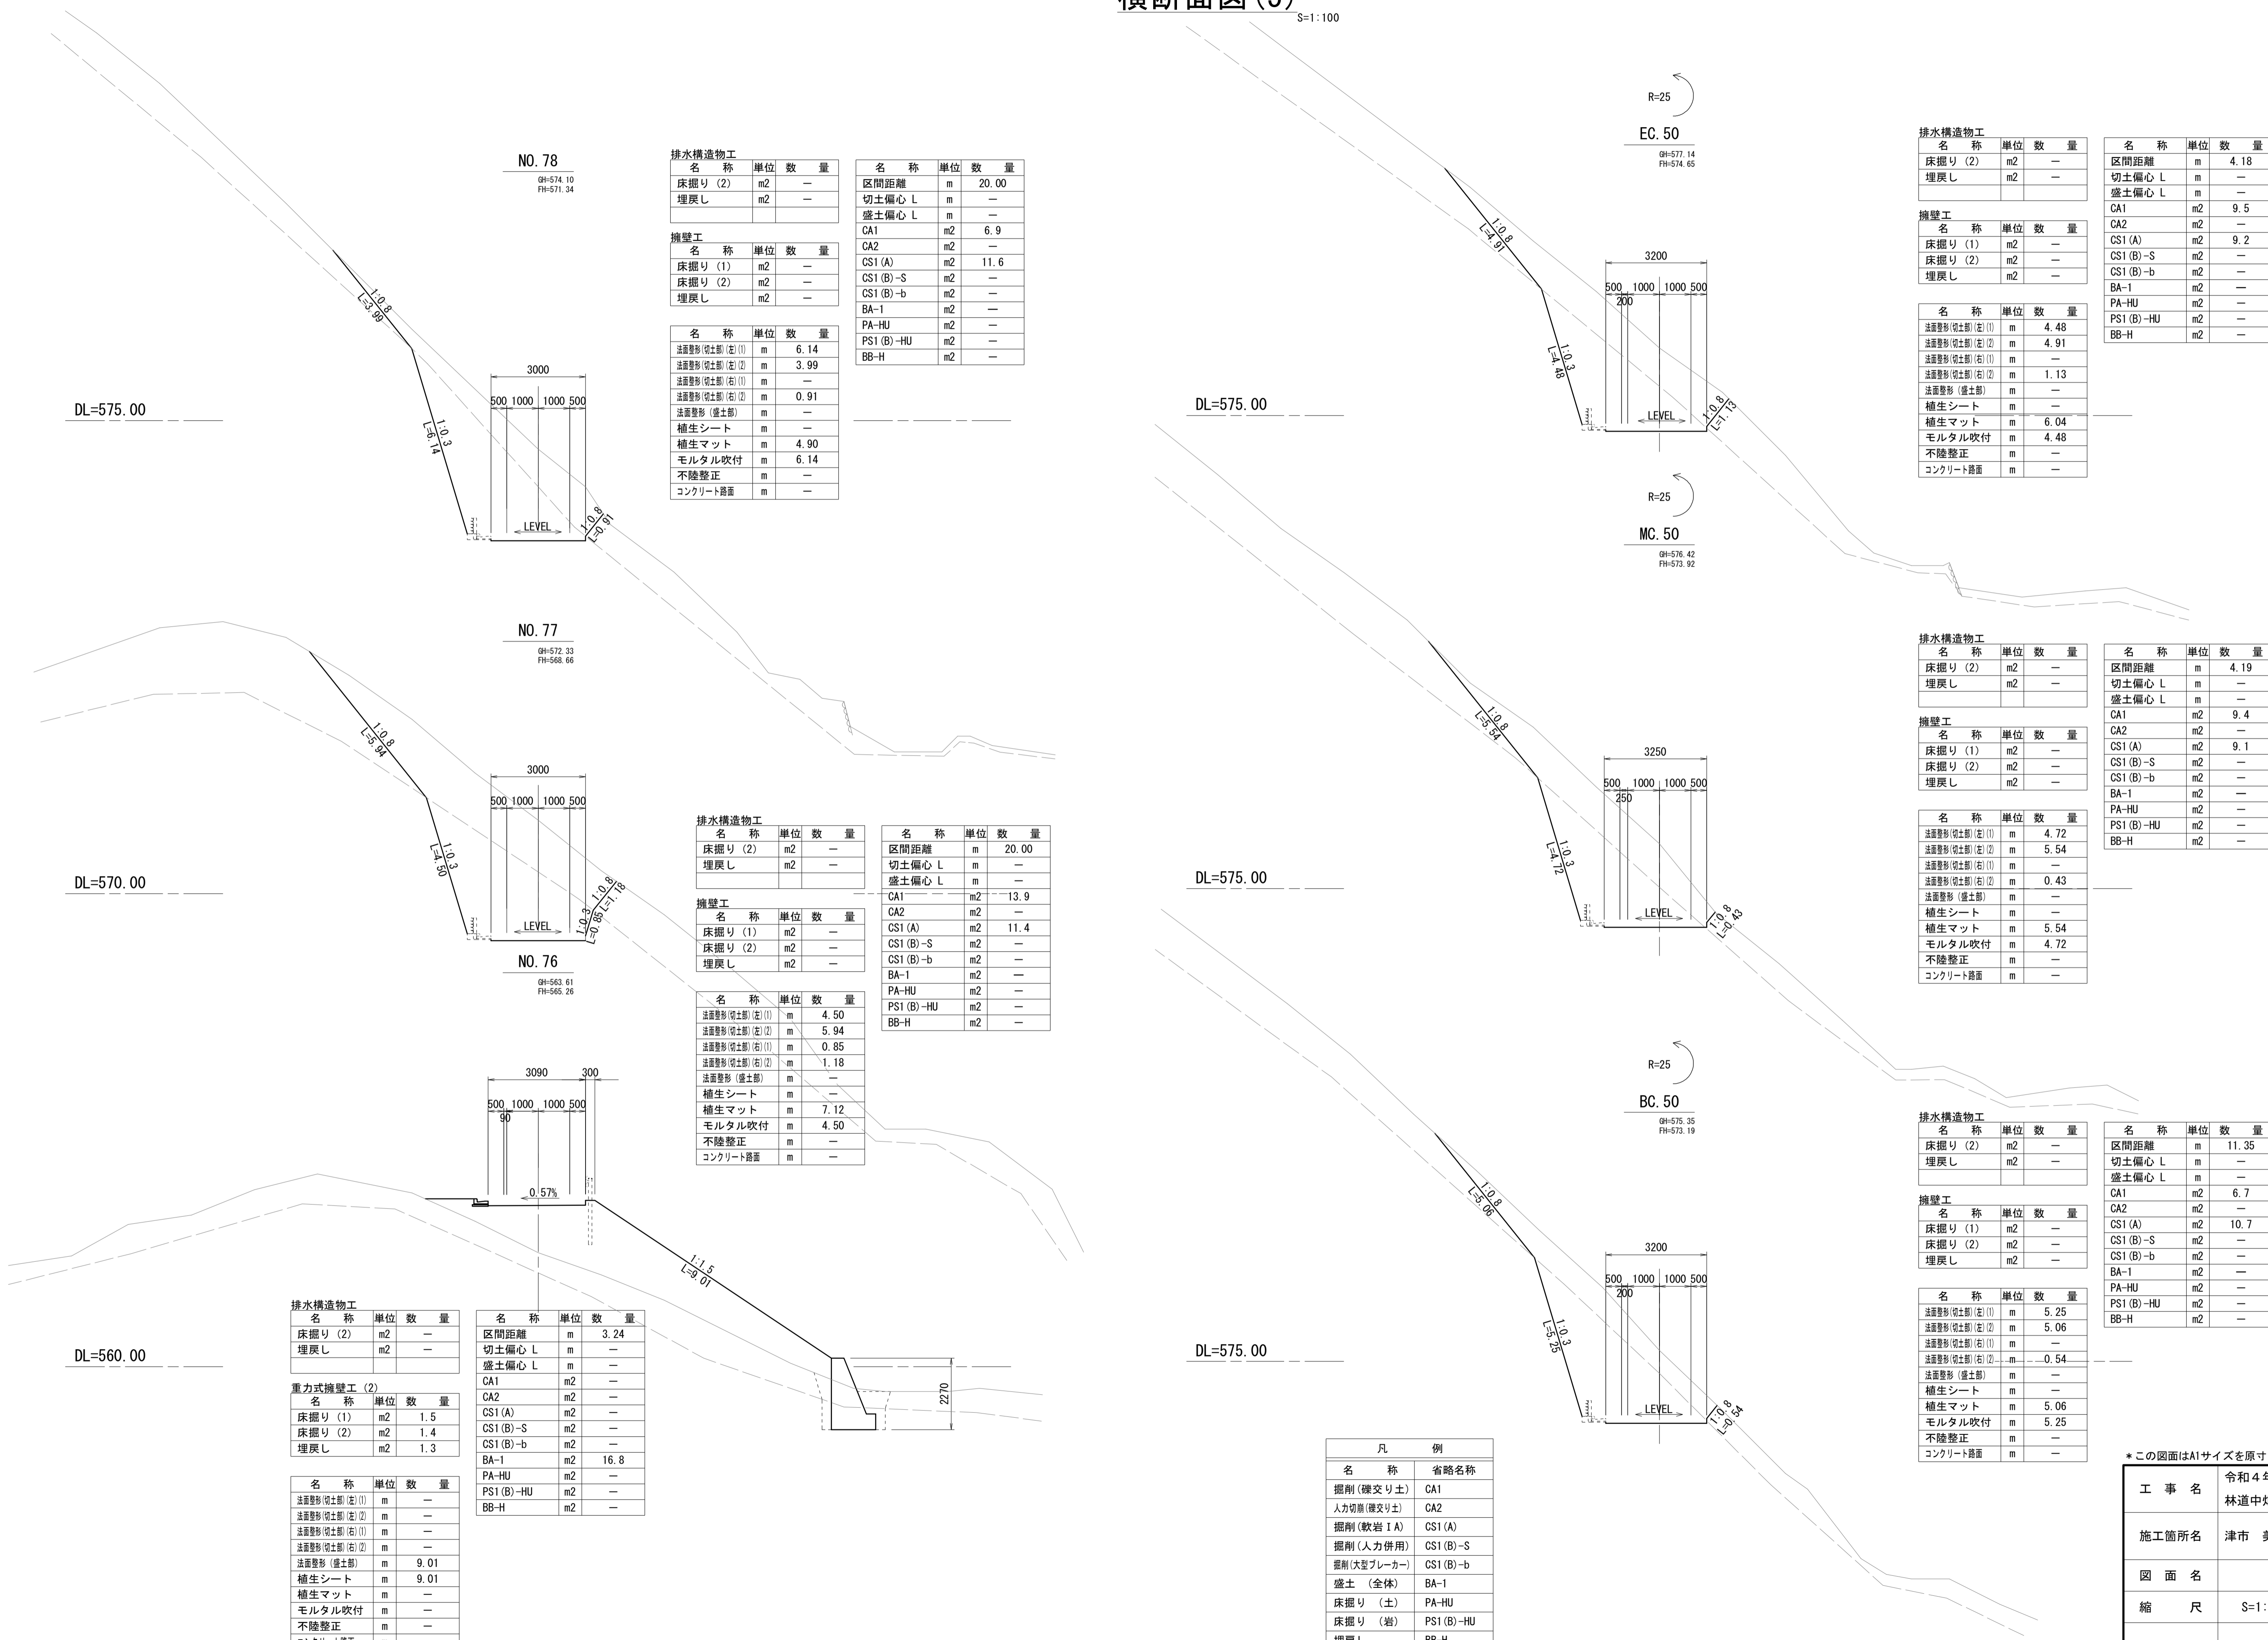 横断面図(5)
S=1:100
NO. 78
GH=574.10
FH=571.34
1:0.8
L=3.99
1:0.3
L=6.14
3000
500 1000 1000 500
LEVEL
1:0.8
L=0.91
DL=575.00
排水構造物工
名 称 単位 数 量
床掘り (2) m2 —
埋戻し m2 —
擁壁工
名 称 単位 数 量
床掘り (1) m2 —
床掘り (2) m2 —
埋戻し m2 —
名 称 単位 数 量
法面整形(切土部)(左)(1) m 6.14
法面整形(切土部)(左)(2) m 3.99
法面整形(切土部)(右)(1) m —
法面整形(切土部)(右)(2) m 0.91
法面整形 (盛土部) m —
植生シート m —
植生マット m 4.90
モルタル吹付 m 6.14
不陸整正 m —
コンクリート路面 m —
名 称 単位 数 量
区間距離 m 20.00
切土偏心 L m —
盛土偏心 L m —
CA1 m2 6.9
CA2 m2 —
CS1(A) m2 11.6
CS1(B)-S m2 —
CS1(B)-b m2 —
BA-1 m2 —
PA-HU m2 —
PS1(B)-HU m2 —
BB-H m2 —
NO. 77
GH=572.33
FH=568.66
1:0.8
L=5.94
1:0.3
L=4.50
3000
500 1000 1000 500
LEVEL
1:0.3
L=0.85
1:0.8
L=1.18
DL=570.00
排水構造物工
名 称 単位 数 量
床掘り (2) m2 —
埋戻し m2 —
擁壁工
名 称 単位 数 量
床掘り (1) m2 —
床掘り (2) m2 —
埋戻し m2 —
名 称 単位 数 量
法面整形(切土部)(左)(1) m 4.50
法面整形(切土部)(左)(2) m 5.94
法面整形(切土部)(右)(1) m 0.85
法面整形(切土部)(右)(2) m 1.18
法面整形 (盛土部) m —
植生シート m —
植生マット m 7.12
モルタル吹付 m 4.50
不陸整正 m —
コンクリート路面 m —
名 称 単位 数 量
区間距離 m 20.00
切土偏心 L m —
盛土偏心 L m —
CA1 m2 13.9
CA2 m2 —
CS1(A) m2 11.4
CS1(B)-S m2 —
CS1(B)-b m2 —
BA-1 m2 —
PA-HU m2 —
PS1(B)-HU m2 —
BB-H m2 —
NO. 76
GH=563.61
FH=565.26
3090 300
500 1000 1000 500
90
0.57%
1:1.5
L=9.01
2270
DL=560.00
排水構造物工
名 称 単位 数 量
床掘り (2) m2 —
埋戻し m2 —
重力式擁壁工 (2)
名 称 単位 数 量
床掘り (1) m2 1.5
床掘り (2) m2 1.4
埋戻し m2 1.3
名 称 単位 数 量
法面整形(切土部)(左)(1) m —
法面整形(切土部)(左)(2) m —
法面整形(切土部)(右)(1) m —
法面整形(切土部)(右)(2) m —
法面整形 (盛土部) m 9.01
植生シート m 9.01
植生マット m —
モルタル吹付 m —
不陸整正 m —
名 称 単位 数 量
区間距離 m 3.24
切土偏心 L m —
盛土偏心 L m —
CA1 m2 —
CA2 m2 —
CS1(A) m2 —
CS1(B)-S m2 —
CS1(B)-b m2 —
BA-1 m2 16.8
PA-HU m2 —
PS1(B)-HU m2 —
BB-H m2 —
R=25
EC. 50
GH=577.14
FH=574.65
1:0.8
L=4.91
1:0.3
L=4.48
3200
500 1000 1000 500
200
LEVEL
1:0.8
L=1.13
DL=575.00
排水構造物工
名 称 単位 数 量
床掘り (2) m2 —
埋戻し m2 —
擁壁工
名 称 単位 数 量
床掘り (1) m2 —
床掘り (2) m2 —
埋戻し m2 —
名 称 単位 数 量
法面整形(切土部)(左)(1) m 4.48
法面整形(切土部)(左)(2) m 4.91
法面整形(切土部)(右)(1) m —
法面整形(切土部)(右)(2) m 1.13
法面整形 (盛土部) m —
植生シート m —
植生マット m 6.04
モルタル吹付 m 4.48
不陸整正 m —
コンクリート路面 m —
名 称 単位 数 量
区間距離 m 4.18
切土偏心 L m —
盛土偏心 L m —
CA1 m2 9.5
CA2 m2 —
CS1(A) m2 9.2
CS1(B)-S m2 —
CS1(B)-b m2 —
BA-1 m2 —
PA-HU m2 —
PS1(B)-HU m2 —
BB-H m2 —
R=25
MC. 50
GH=576.42
FH=573.92
1:0.8
L=5.54
1:0.3
L=4.72
3250
500 1000 1000 500
250
LEVEL
1:0.8
L=0.43
DL=575.00
排水構造物工
名 称 単位 数 量
床掘り (2) m2 —
埋戻し m2 —
擁壁工
名 称 単位 数 量
床掘り (1) m2 —
床掘り (2) m2 —
埋戻し m2 —
名 称 単位 数 量
法面整形(切土部)(左)(1) m 4.72
法面整形(切土部)(左)(2) m 5.54
法面整形(切土部)(右)(1) m —
法面整形(切土部)(右)(2) m 0.43
法面整形 (盛土部) m —
植生シート m —
植生マット m 5.54
モルタル吹付 m 4.72
不陸整正 m —
コンクリート路面 m —
名 称 単位 数 量
区間距離 m 4.19
切土偏心 L m —
盛土偏心 L m —
CA1 m2 9.4
CA2 m2 —
CS1(A) m2 9.1
CS1(B)-S m2 —
CS1(B)-b m2 —
BA-1 m2 —
PA-HU m2 —
PS1(B)-HU m2 —
BB-H m2 —
R=25
BC. 50
GH=575.35
FH=573.19
1:0.8
L=5.06
1:0.3
L=5.25
3200
500 1000 1000 500
200
LEVEL
1:0.8
L=0.54
DL=575.00
排水構造物工
名 称 単位 数 量
床掘り (2) m2 —
埋戻し m2 —
擁壁工
名 称 単位 数 量
床掘り (1) m2 —
床掘り (2) m2 —
埋戻し m2 —
名 称 単位 数 量
法面整形(切土部)(左)(1) m 5.25
法面整形(切土部)(左)(2) m 5.06
法面整形(切土部)(右)(1) m —
法面整形(切土部)(右)(2) m 0.54
法面整形 (盛土部) m —
植生シート m —
植生マット m 5.06
モルタル吹付 m 5.25
不陸整正 m —
コンクリート路面 m —
名 称 単位 数 量
区間距離 m 11.35
切土偏心 L m —
盛土偏心 L m —
CA1 m2 6.7
CA2 m2 —
CS1(A) m2 10.7
CS1(B)-S m2 —
CS1(B)-b m2 —
BA-1 m2 —
PA-HU m2 —
PS1(B)-HU m2 —
BB-H m2 —
凡 例
名 称 省略名称
掘削(礫交り土) CA1
人力切崩(礫交り土) CA2
掘削(軟岩ⅠA) CS1(A)
掘削(人力併用) CS1(B)-S
掘削(大型ブレーカー) CS1(B)-b
盛土 (全体) BA-1
床掘り (土) PA-HU
床掘り (岩) PS1(B)-HU
埋戻し BB-H
*この図面はA1サイズを原寸
工 事 名 令和4年
林道中
施工箇所名 津市
図 面 名
縮 尺 S=1: